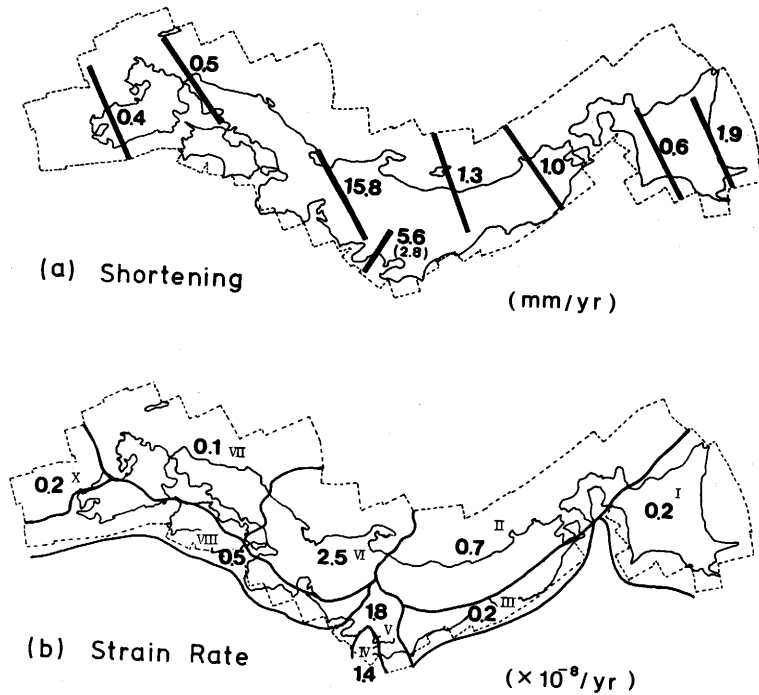 0.5
0.4
15.8
1.3
1.0
0.6
1.9
5.6
(2.8)
(a) Shortening
(mm/yr)
0.1 VII
0.2 X
I
0.2
II
0.7
2.5 VI
VIII
0.5
III
0.2
18
V
IV
1.4
(b) Strain Rate
(×10⁻⁸/yr)